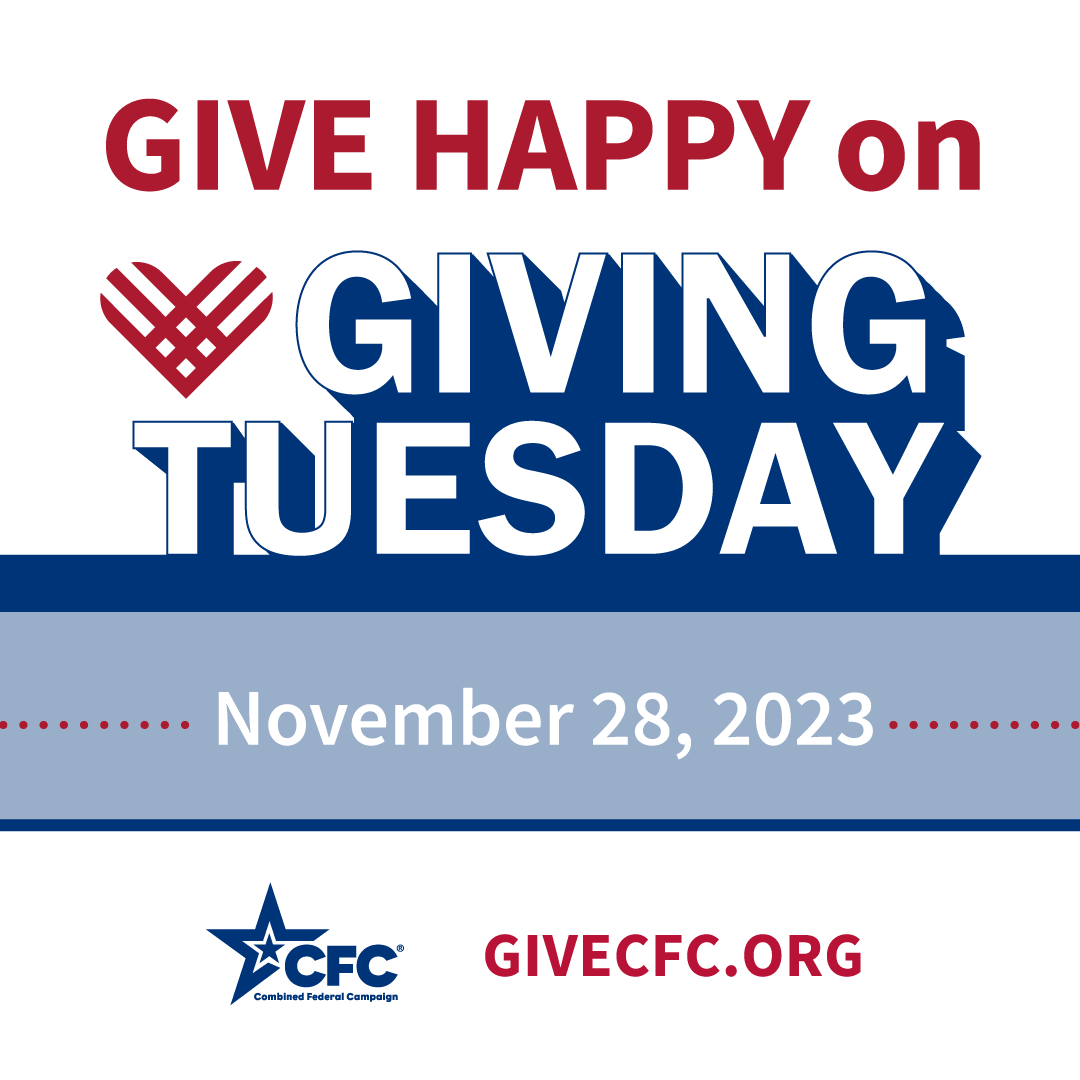 GIVE HAPPY on
GIVING
TUESDAY
November 28, 2023
CFC®
Combined Federal Campaign
GIVECFC.ORG